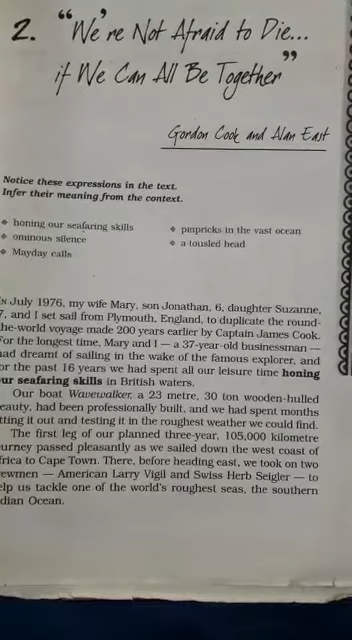 2. “We’re Not Afraid to Die...
if We Can All Be Together”
Gordon Cook and Alan East
Notice these expressions in the text.
Infer their meaning from the context.
❖ honing our seafaring skills
❖ ominous silence
❖ Mayday calls
❖ pinpricks in the vast ocean
❖ a tousled head
IN July 1976, my wife Mary, son Jonathan, 6, daughter Suzanne,
7, and I set sail from Plymouth, England, to duplicate the round-
the-world voyage made 200 years earlier by Captain James Cook.
For the longest time, Mary and I — a 37-year-old businessman —
had dreamt of sailing in the wake of the famous explorer, and
for the past 16 years we had spent all our leisure time honing
our seafaring skills in British waters.
Our boat Wavewalker, a 23 metre, 30 ton wooden-hulled
beauty, had been professionally built, and we had spent months
fitting it out and testing it in the roughest weather we could find.
The first leg of our planned three-year, 105,000 kilometre
journey passed pleasantly as we sailed down the west coast of
Africa to Cape Town. There, before heading east, we took on two
crewmen — American Larry Vigil and Swiss Herb Seigler — to
help us tackle one of the world’s roughest seas, the southern
Indian Ocean.